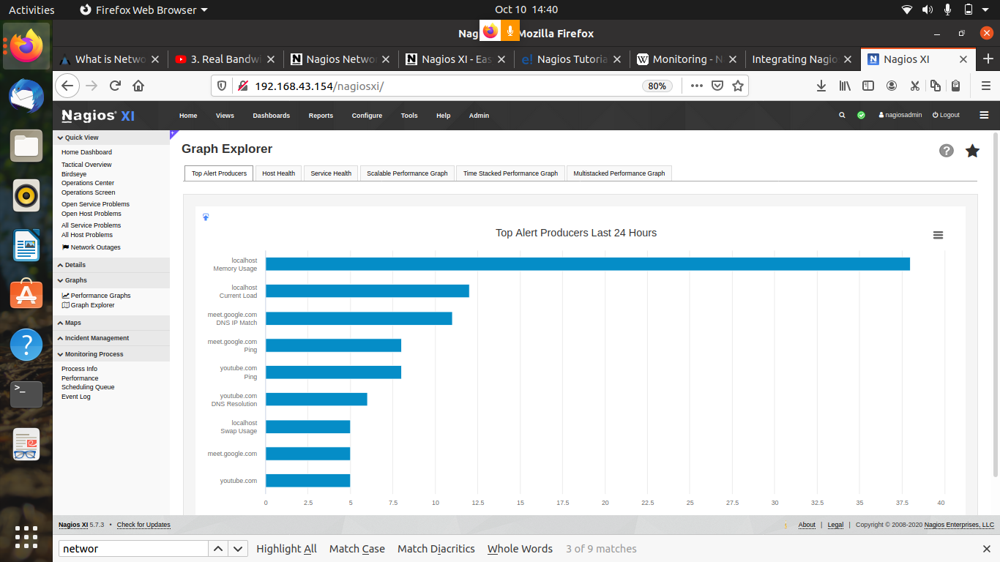 Activities
Firefox Web Browser
Oct 10 14:40
Nag
Mozilla Firefox
What is Netwo
3. Real Bandwi
Nagios Networ
Nagios XI - Eas
Nagios Tutoria
Monitoring - N
Integrating Nagio
Nagios XI
192.168.43.154/nagiosxi/
80%
Nagios® XI
Home
Views
Dashboards
Reports
Configure
Tools
Help
Admin
nagiosadmin
Logout
Quick View
Home Dashboard
Tactical Overview
Birdseye
Operations Center
Operations Screen
Open Service Problems
Open Host Problems
All Service Problems
All Host Problems
Network Outages
Details
Graphs
Performance Graphs
Graph Explorer
Maps
Incident Management
Monitoring Process
Process Info
Performance
Scheduling Queue
Event Log
Graph Explorer
Top Alert Producers
Host Health
Service Health
Scalable Performance Graph
Time Stacked Performance Graph
Multistacked Performance Graph
Top Alert Producers Last 24 Hours
localhost
Memory Usage
localhost
Current Load
meet.google.com
DNS IP Match
meet.google.com
Ping
youtube.com
Ping
youtube.com
DNS Resolution
localhost
Swap Usage
meet.google.com
youtube.com
0 2.5 5 7.5 10 12.5 15 17.5 20 22.5 25 27.5 30 32.5 35 37.5 40
Nagios XI 5.7.3 • Check for Updates
About | Legal | Copyright © 2008-2020 Nagios Enterprises, LLC
networ
Highlight All
Match Case
Match Diacritics
Whole Words
3 of 9 matches